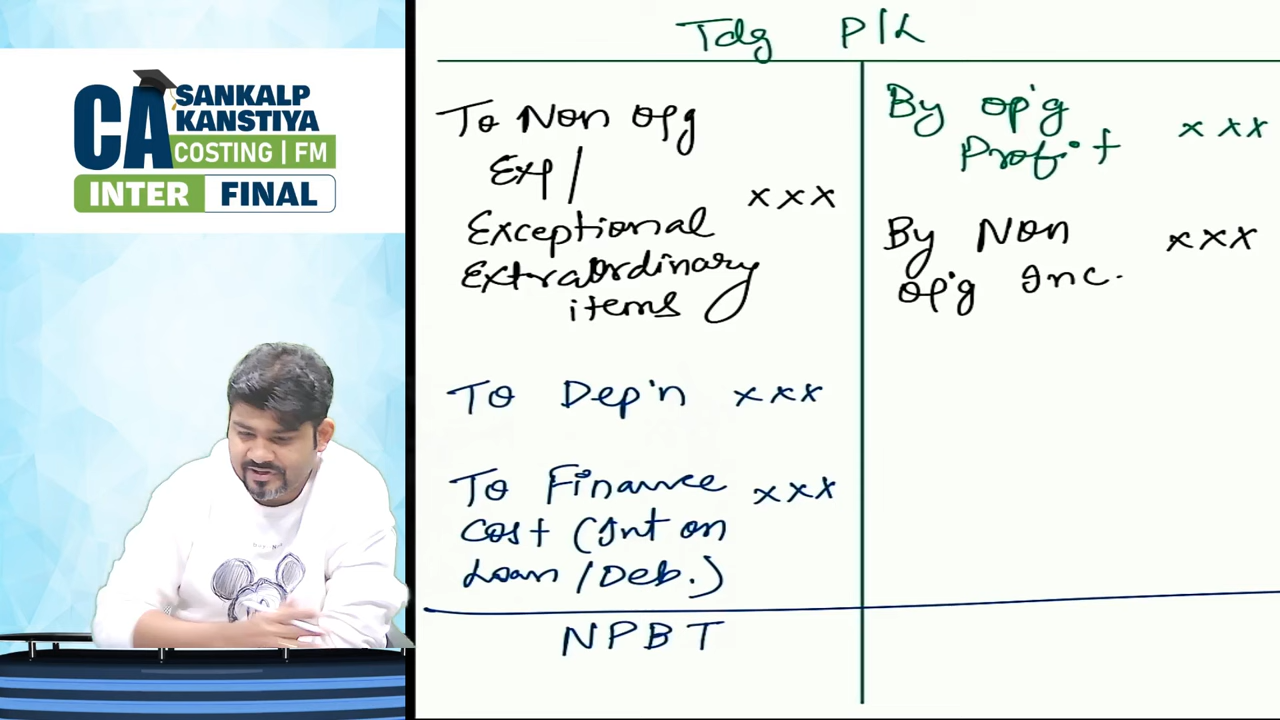 CA SANKALP
KANSTIYA
COSTING | FM
INTER FINAL
Tdg P/L
To Non opg
Exp/
Exceptional xxx
Extraordinary
items
To Dep'n xxx
To Finance xxx
Cost (Int on
Loan/Deb.)
NPBT
By op'g
Profit xxx
By Non xxx
op'g Inc.